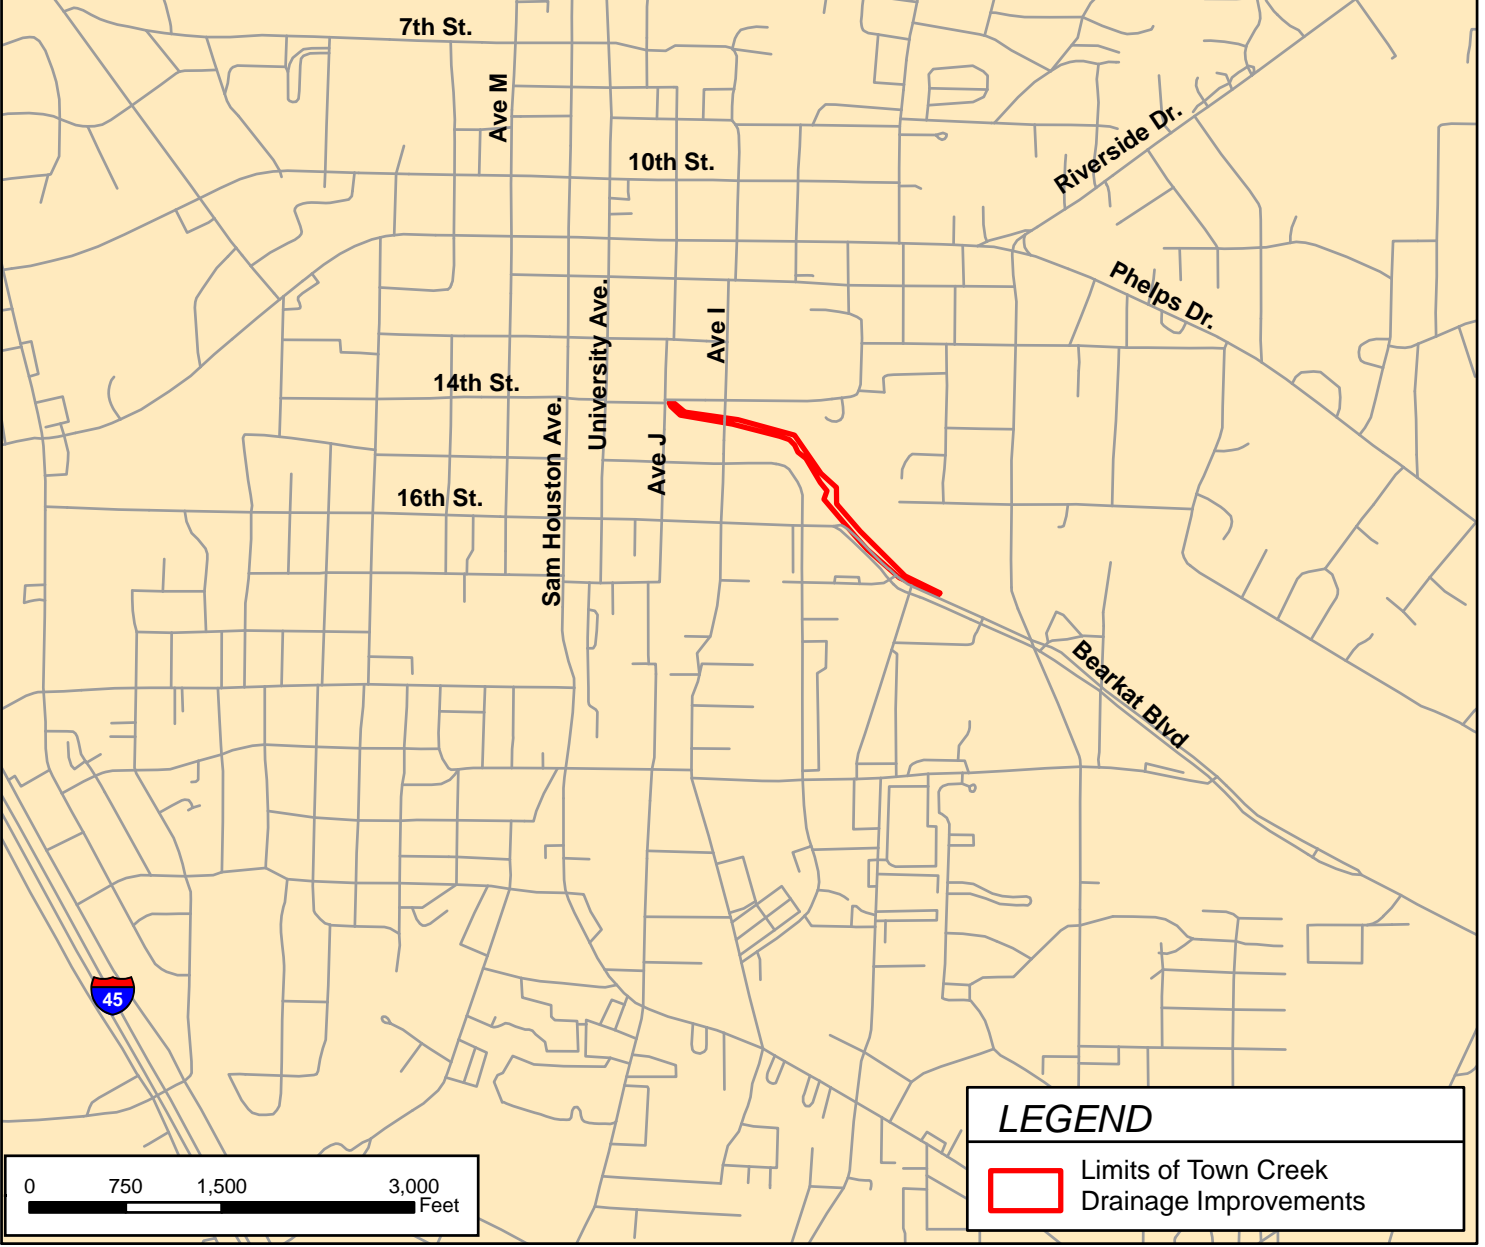 7th St.
Ave M
10th St.
Riverside Dr.
Phelps Dr.
University Ave.
Ave I
14th St.
Sam Houston Ave.
Ave J
16th St.
Bearkat Blvd
45
LEGEND
Limits of Town Creek
Drainage Improvements
0 750 1,500 3,000
Feet